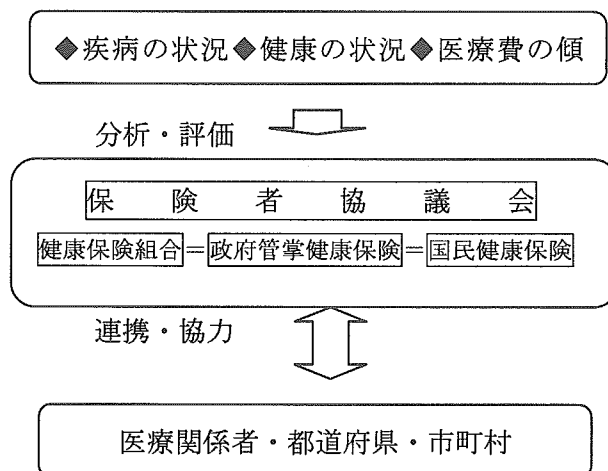 ◆疾病の状況◆健康の状況◆医療費の傾
分析・評価
保険者協議会
健康保険組合=政府管掌健康保険=国民健康保険
連携・協力
医療関係者・都道府県・市町村